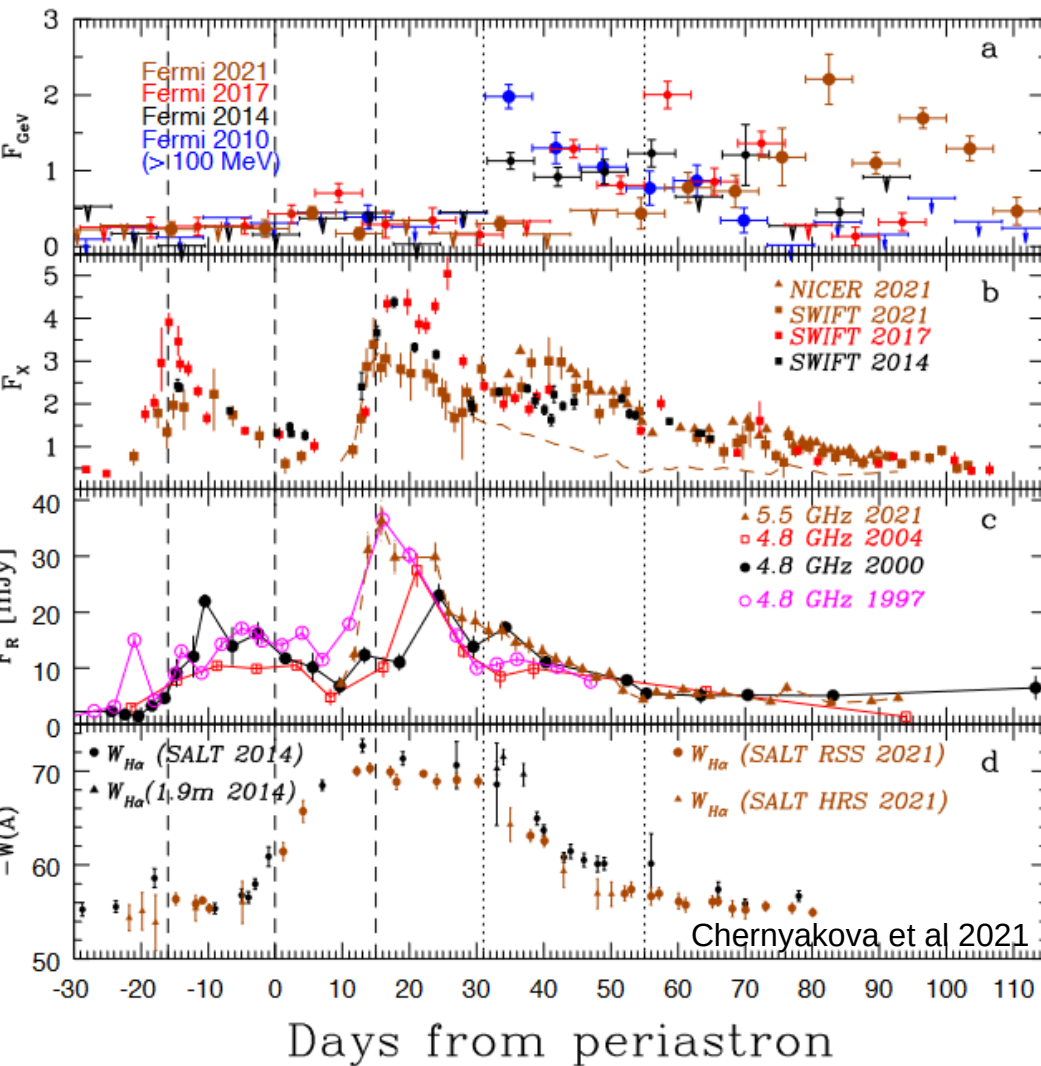 3
a
Fermi 2021
Fermi 2017
Fermi 2014
Fermi 2010
(> 100 MeV)
2
1
0
F_GeV
5
b
NICER 2021
SWIFT 2021
SWIFT 2017
SWIFT 2014
4
3
2
1
F_X
40
c
5.5 GHz 2021
4.8 GHz 2004
4.8 GHz 2000
4.8 GHz 1997
30
20
10
0
F_R [mJy]
W_Hα (SALT 2014)
W_Hα (1.9m 2014)
W_Hα (SALT RSS 2021)
W_Hα (SALT HRS 2021)
d
70
60
50
-W(A)
Chernyakova et al 2021
-30 -20 -10 0 10 20 30 40 50 60 70 80 90 100 110
Days from periastron